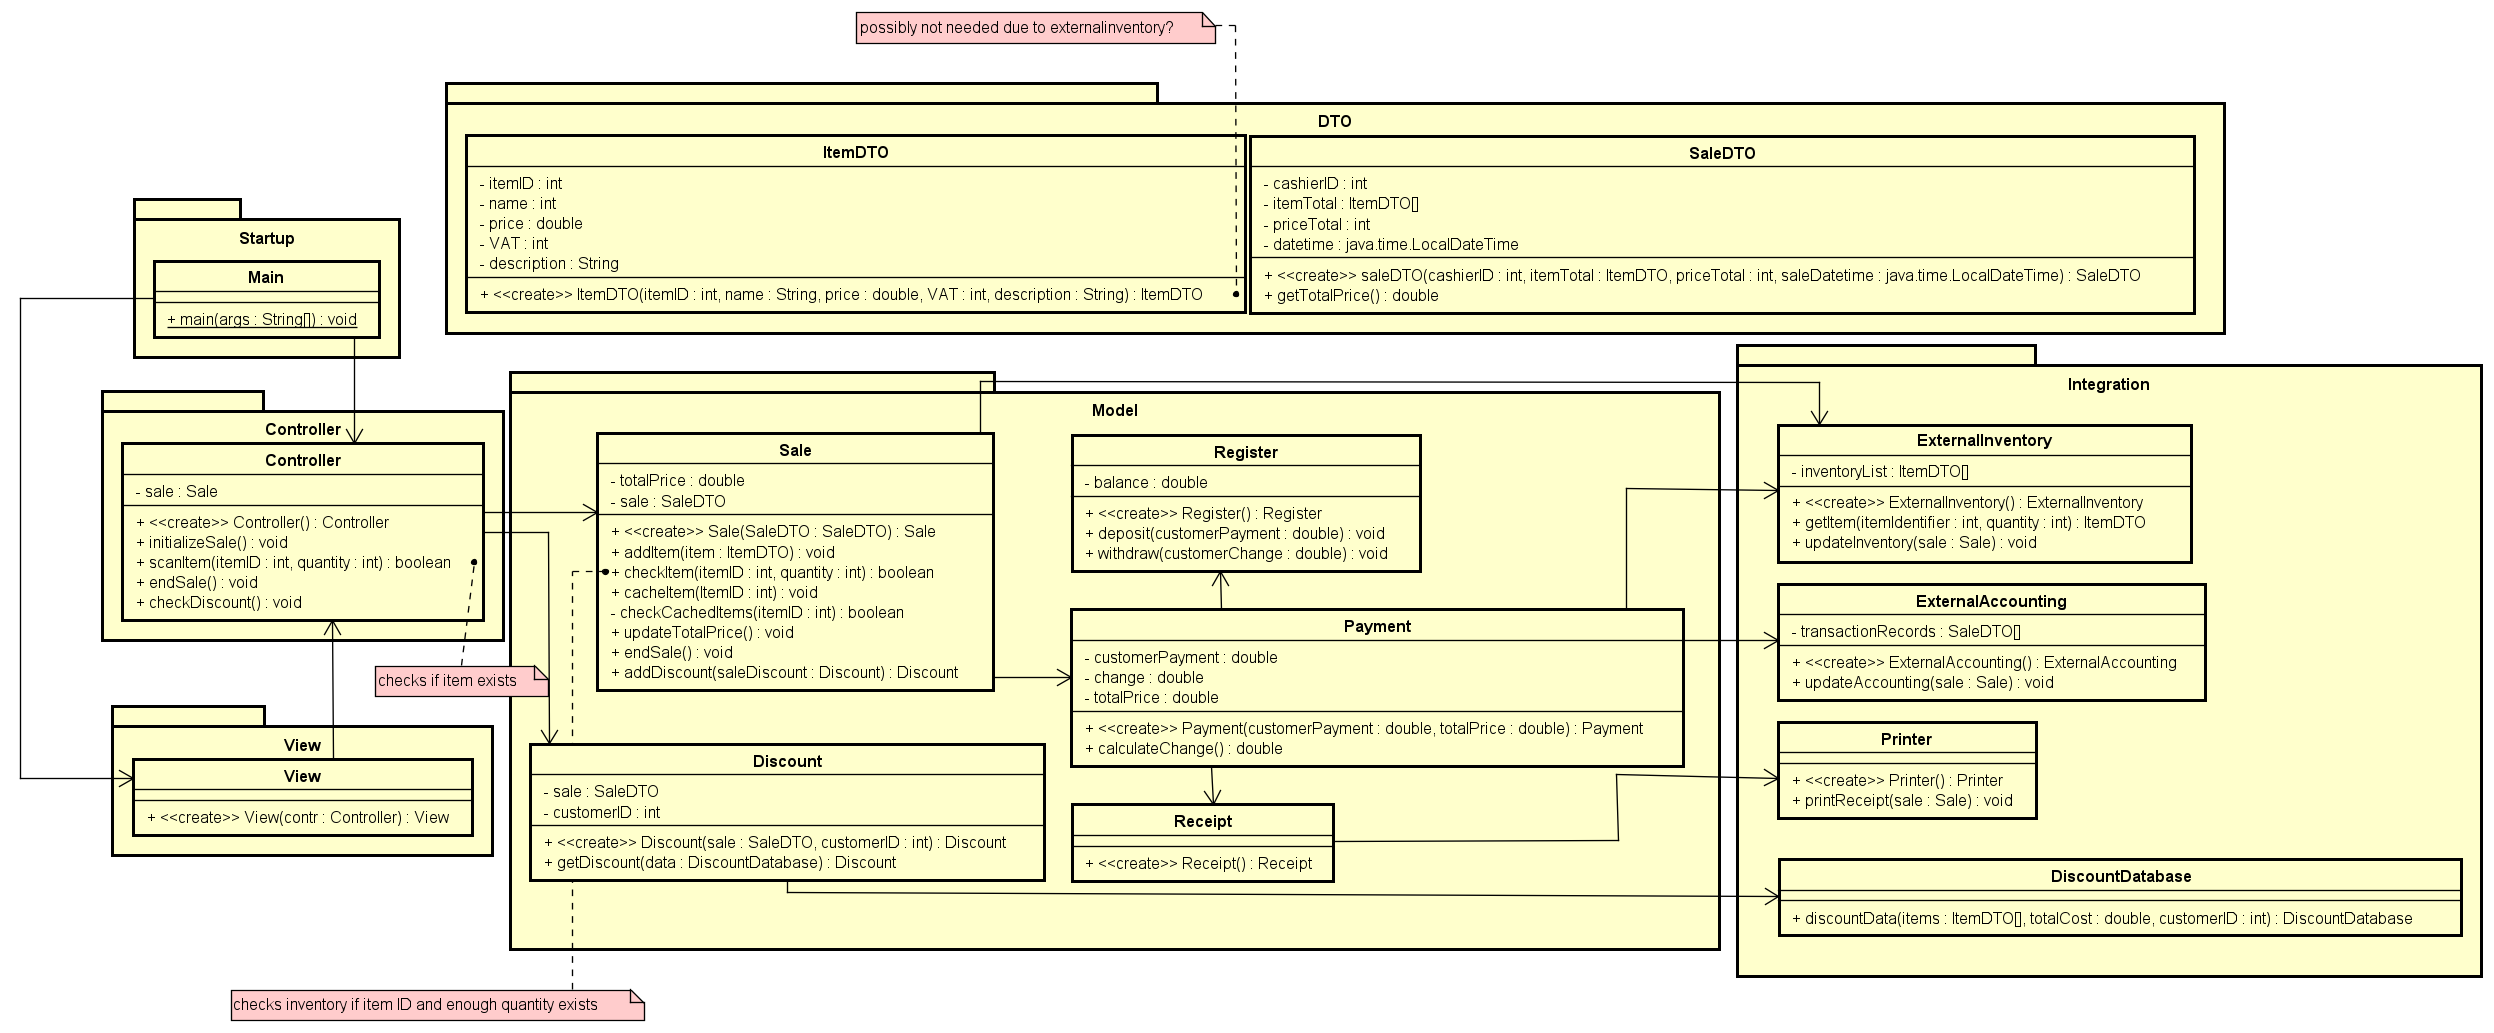 possibly not needed due to externalinventory?
DTO
ItemDTO
- itemID : int
- name : int
- price : double
- VAT : int
- description : String
+ <<create>> ItemDTO(itemID : int, name : String, price : double, VAT : int, description : String) : ItemDTO
SaleDTO
- cashierID : int
- itemTotal : ItemDTO[]
- priceTotal : int
- datetime : java.time.LocalDateTime
+ <<create>> saleDTO(cashierID : int, itemTotal : ItemDTO, priceTotal : int, saleDatetime : java.time.LocalDateTime) : SaleDTO
+ getTotalPrice() : double
Startup
Main
+ main(args : String[]) : void
Controller
Controller
- sale : Sale
+ <<create>> Controller() : Controller
+ initializeSale() : void
+ scanItem(itemID : int, quantity : int) : boolean
+ endSale() : void
+ checkDiscount() : void
checks if item exists
View
View
+ <<create>> View(contr : Controller) : View
Model
Sale
- totalPrice : double
- sale : SaleDTO
+ <<create>> Sale(SaleDTO : SaleDTO) : Sale
+ addItem(item : ItemDTO) : void
+ checkItem(itemID : int, quantity : int) : boolean
+ cacheItem(ItemID : int) : void
- checkCachedItems(itemID : int) : boolean
+ updateTotalPrice() : void
+ endSale() : void
+ addDiscount(saleDiscount : Discount) : Discount
Register
- balance : double
+ <<create>> Register() : Register
+ deposit(customerPayment : double) : void
+ withdraw(customerChange : double) : void
Payment
- customerPayment : double
- change : double
- totalPrice : double
+ <<create>> Payment(customerPayment : double, totalPrice : double) : Payment
+ calculateChange() : double
Discount
- sale : SaleDTO
- customerID : int
+ <<create>> Discount(sale : SaleDTO, customerID : int) : Discount
+ getDiscount(data : DiscountDatabase) : Discount
Receipt
+ <<create>> Receipt() : Receipt
Integration
ExternalInventory
- inventoryList : ItemDTO[]
+ <<create>> ExternalInventory() : ExternalInventory
+ getItem(itemIdentifier : int, quantity : int) : ItemDTO
+ updateInventory(sale : Sale) : void
ExternalAccounting
- transactionRecords : SaleDTO[]
+ <<create>> ExternalAccounting() : ExternalAccounting
+ updateAccounting(sale : Sale) : void
Printer
+ <<create>> Printer() : Printer
+ printReceipt(sale : Sale) : void
DiscountDatabase
+ discountData(items : ItemDTO[], totalCost : double, customerID : int) : DiscountDatabase
checks inventory if item ID and enough quantity exists